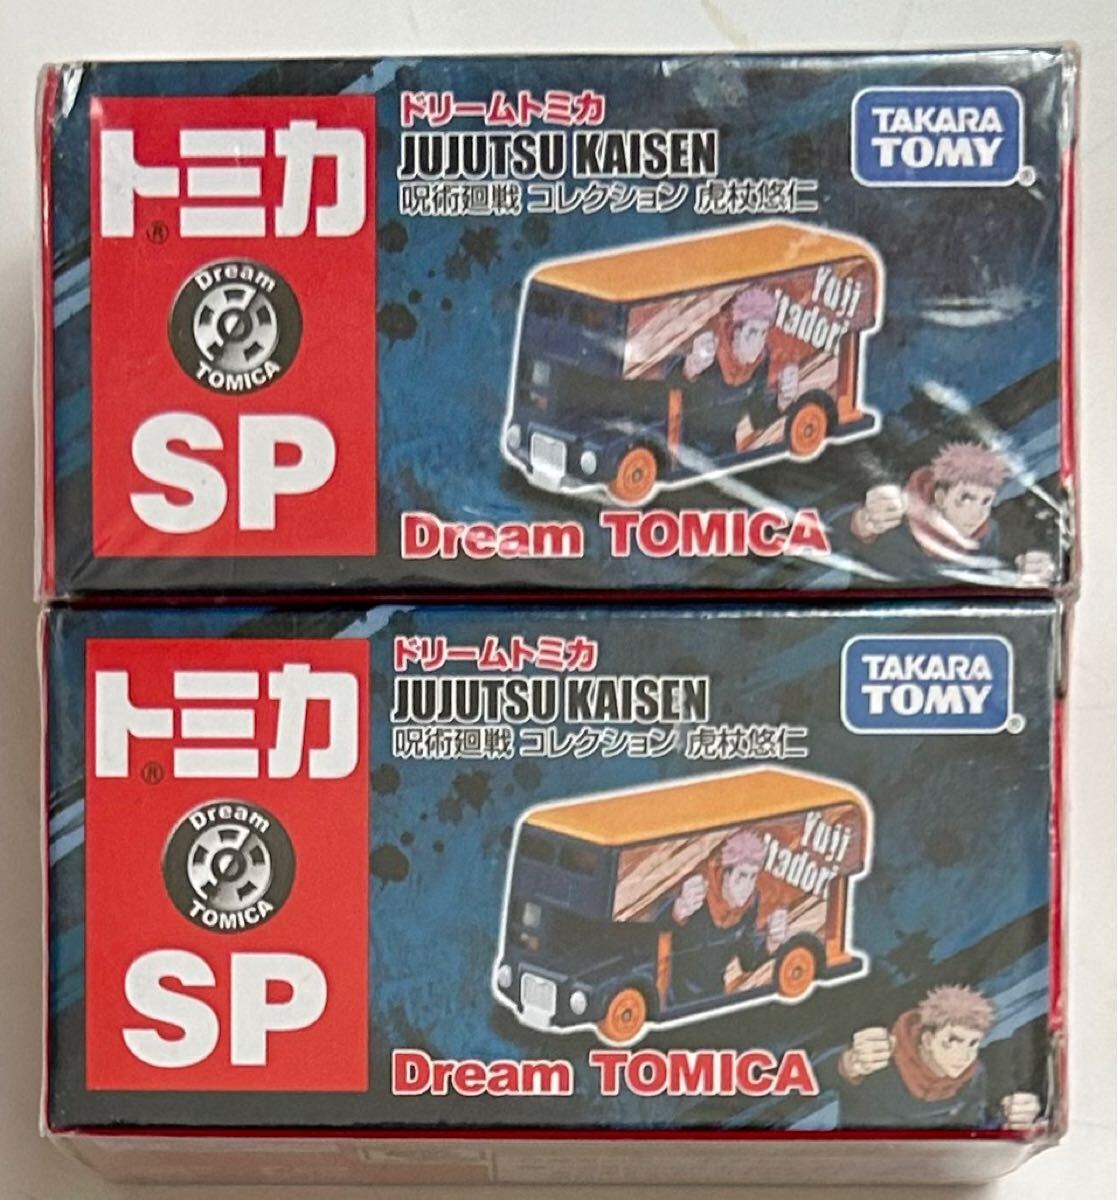 トミカ
®
Dream
TOMICA
SP
ドリームトミカ
JUJUTSU KAISEN
呪術廻戦 コレクション 虎杖悠仁
TAKARA
TOMY
®
Yuji
Itadori
Dream TOMICA
トミカ
®
Dream
TOMICA
SP
ドリームトミカ
JUJUTSU KAISEN
呪術廻戦 コレクション 虎杖悠仁
TAKARA
TOMY
®
Yuji
Itadori
Dream TOMICA